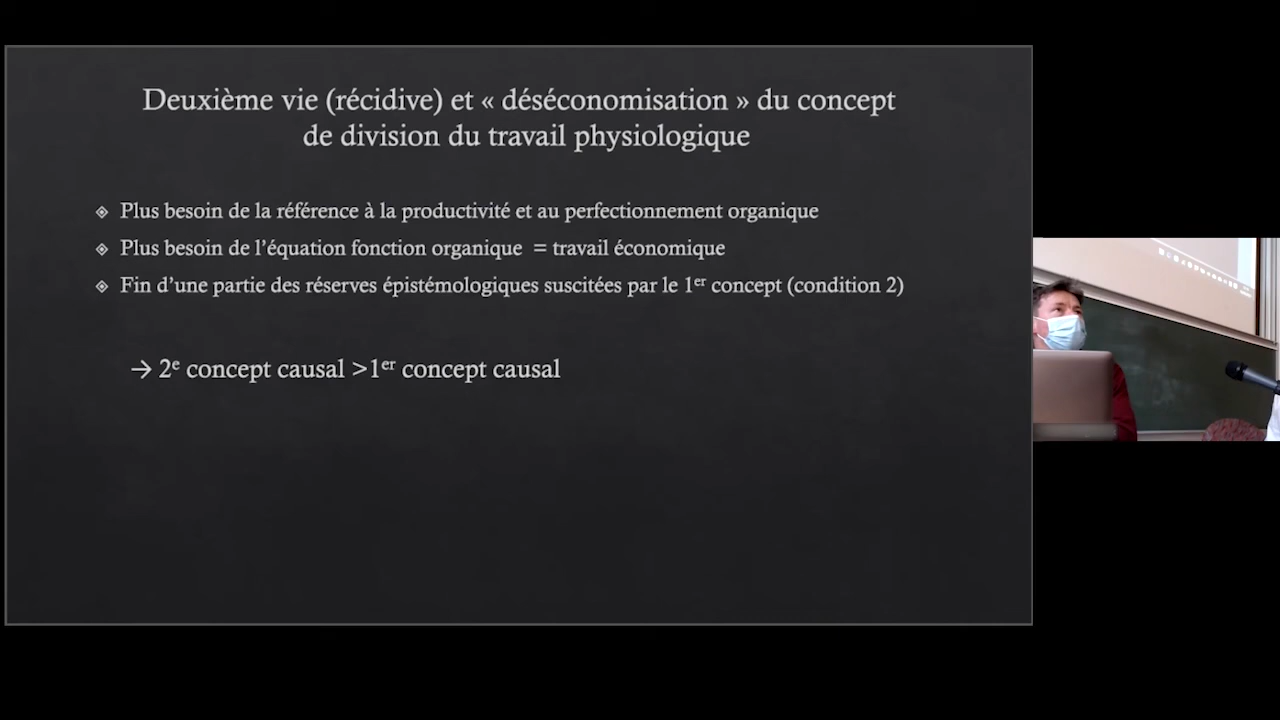 Deuxième vie (récidive) et « déséconomisation » du concept
de division du travail physiologique
Plus besoin de la référence à la productivité et au perfectionnement organique
Plus besoin de l’équation fonction organique = travail économique
Fin d’une partie des réserves épistémologiques suscitées par le 1er concept (condition 2)
→ 2e concept causal >1er concept causal